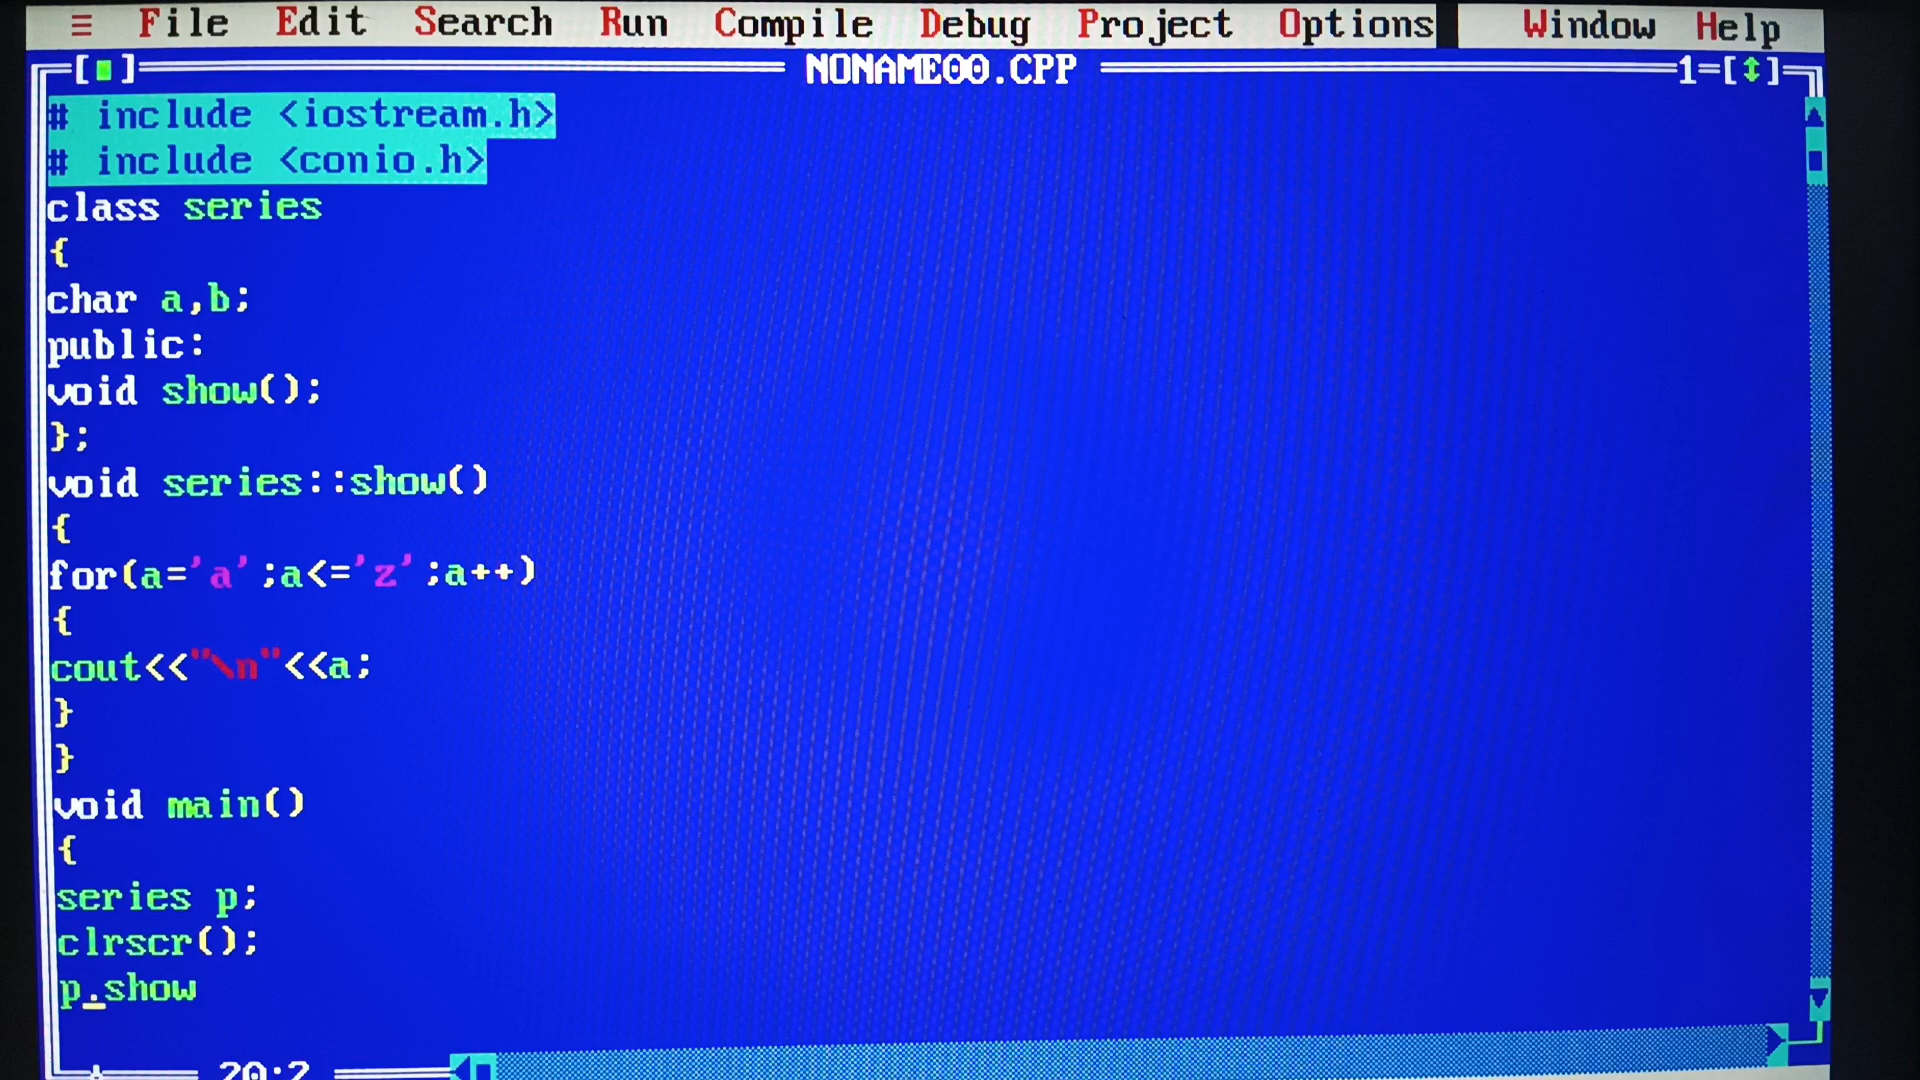 ≡ File Edit Search Run Compile Debug Project Options Window Help
[■] NONAME00.CPP 1=[↕]
# include <iostream.h>
# include <conio.h>
class series
{
char a,b;
public:
void show();
};
void series::show()
{
for(a='a';a<='z';a++)
{
cout<<"\n"<<a;
}
}
void main()
{
series p;
clrscr();
p.show
20:2